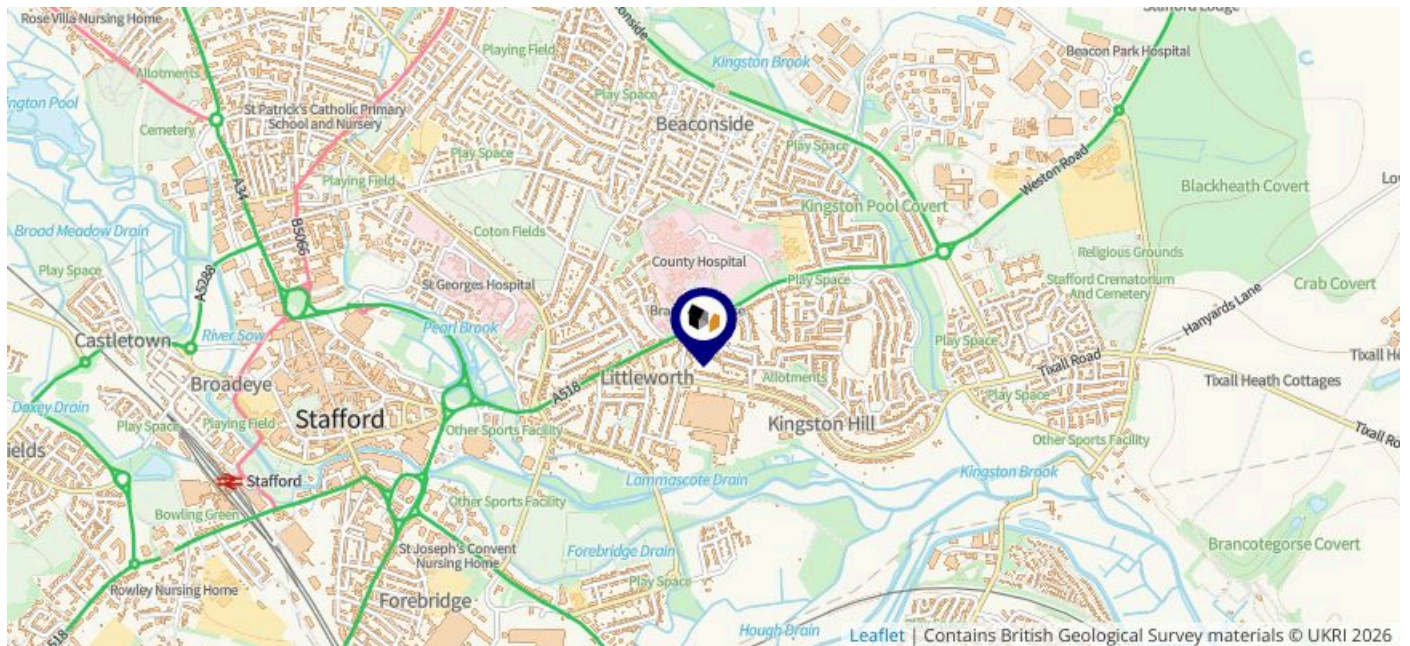 Rose Villa Nursing Home
Playing Field
Kingston Brook
Beacon Park Hospital
Allotments
Play Space
St Patrick's Catholic Primary
School and Nursery
Cemetery
Beaconside
Play Space
Play Space
Playing Field
Weston Road
A34
Blackheath Covert
Kingston Pool Covert
B5066
Broad Meadow Drain
Coton Fields
Religious Grounds
County Hospital
Play Space
Play Space
Stafford Crematorium
And Cemetery
Crab Covert
St Georges Hospital
A5288
Hanyards Lane
River Sow
Pearl Brook
Castletown
Play Space
Tixall Road
Littleworth
Allotments
Tixall Heath Cottages
Broadeye
A518
Play Space
Doxey Drain
Stafford
Play Space
Playing Field
Kingston Hill
Other Sports Facility
Other Sports Facility
Kingston Brook
Stafford
Lammascote Drain
Other Sports Facility
Bowling Green
St Joseph's Convent
Nursing Home
Forebridge Drain
Brancotegorse Covert
Play Space
Rowley Nursing Home
Forebridge
Hough Drain
Leaflet | Contains British Geological Survey materials © UKRI 2026